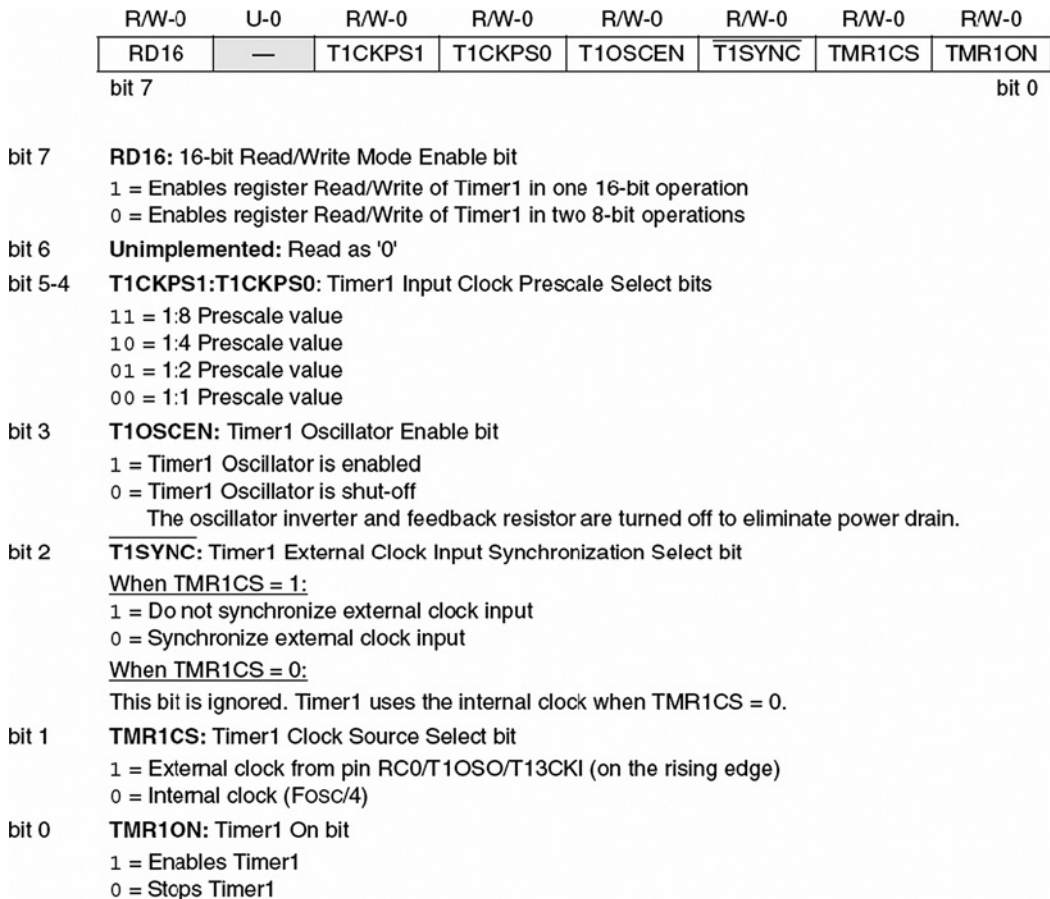 R/W-0 U-0 R/W-0 R/W-0 R/W-0 R/W-0 R/W-0 R/W-0
RD16 — T1CKPS1 T1CKPS0 T1OSCEN T1SYNC TMR1CS TMR1ON
bit 7 bit 0
bit 7 RD16: 16-bit Read/Write Mode Enable bit
1 = Enables register Read/Write of Timer1 in one 16-bit operation
0 = Enables register Read/Write of Timer1 in two 8-bit operations
bit 6 Unimplemented: Read as '0'
bit 5-4 T1CKPS1:T1CKPS0: Timer1 Input Clock Prescale Select bits
11 = 1:8 Prescale value
10 = 1:4 Prescale value
01 = 1:2 Prescale value
00 = 1:1 Prescale value
bit 3 T1OSCEN: Timer1 Oscillator Enable bit
1 = Timer1 Oscillator is enabled
0 = Timer1 Oscillator is shut-off
The oscillator inverter and feedback resistor are turned off to eliminate power drain.
bit 2 T1SYNC: Timer1 External Clock Input Synchronization Select bit
When TMR1CS = 1:
1 = Do not synchronize external clock input
0 = Synchronize external clock input
When TMR1CS = 0:
This bit is ignored. Timer1 uses the internal clock when TMR1CS = 0.
bit 1 TMR1CS: Timer1 Clock Source Select bit
1 = External clock from pin RC0/T1OSO/T13CKI (on the rising edge)
0 = Internal clock (FOSC/4)
bit 0 TMR1ON: Timer1 On bit
1 = Enables Timer1
0 = Stops Timer1